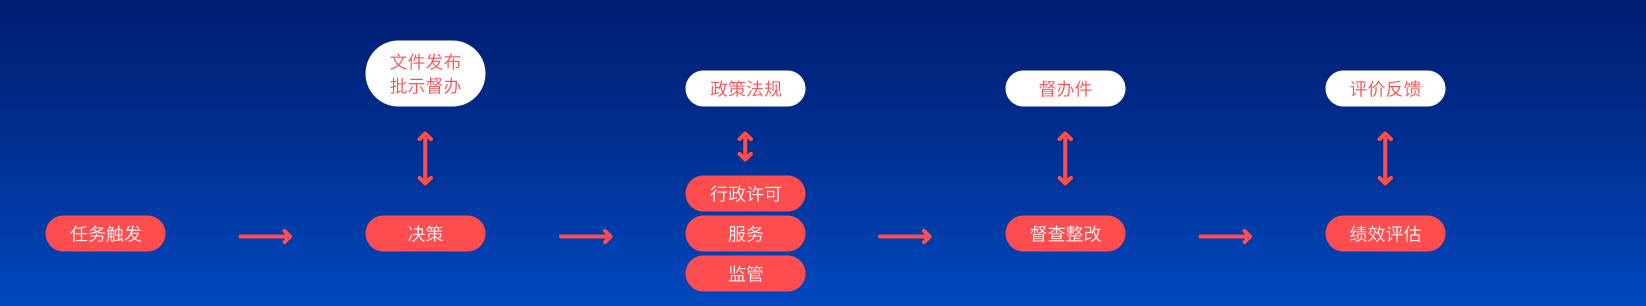 文件发布
批示督办
政策法规
督办件
评价反馈
行政许可
任务触发
决策
服务
督查整改
绩效评估
监管